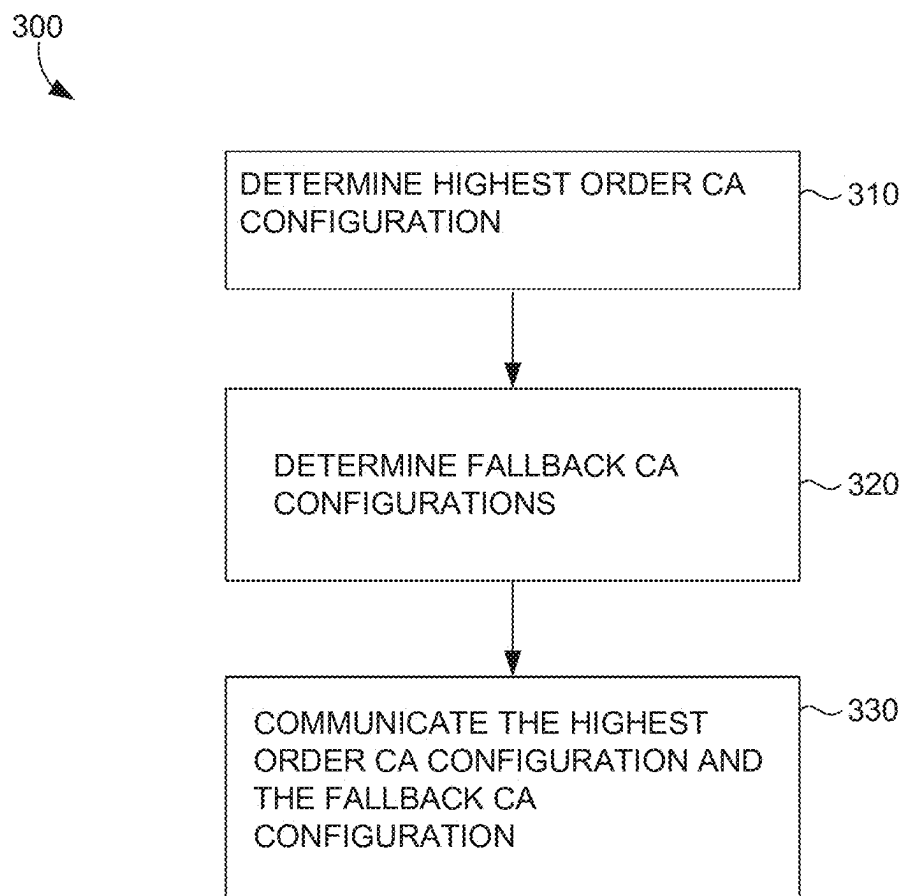 300
DETERMINE HIGHEST ORDER CA
CONFIGURATION
310
DETERMINE FALLBACK CA
CONFIGURATIONS
320
COMMUNICATE THE HIGHEST
ORDER CA CONFIGURATION AND
THE FALLBACK CA
CONFIGURATION
330